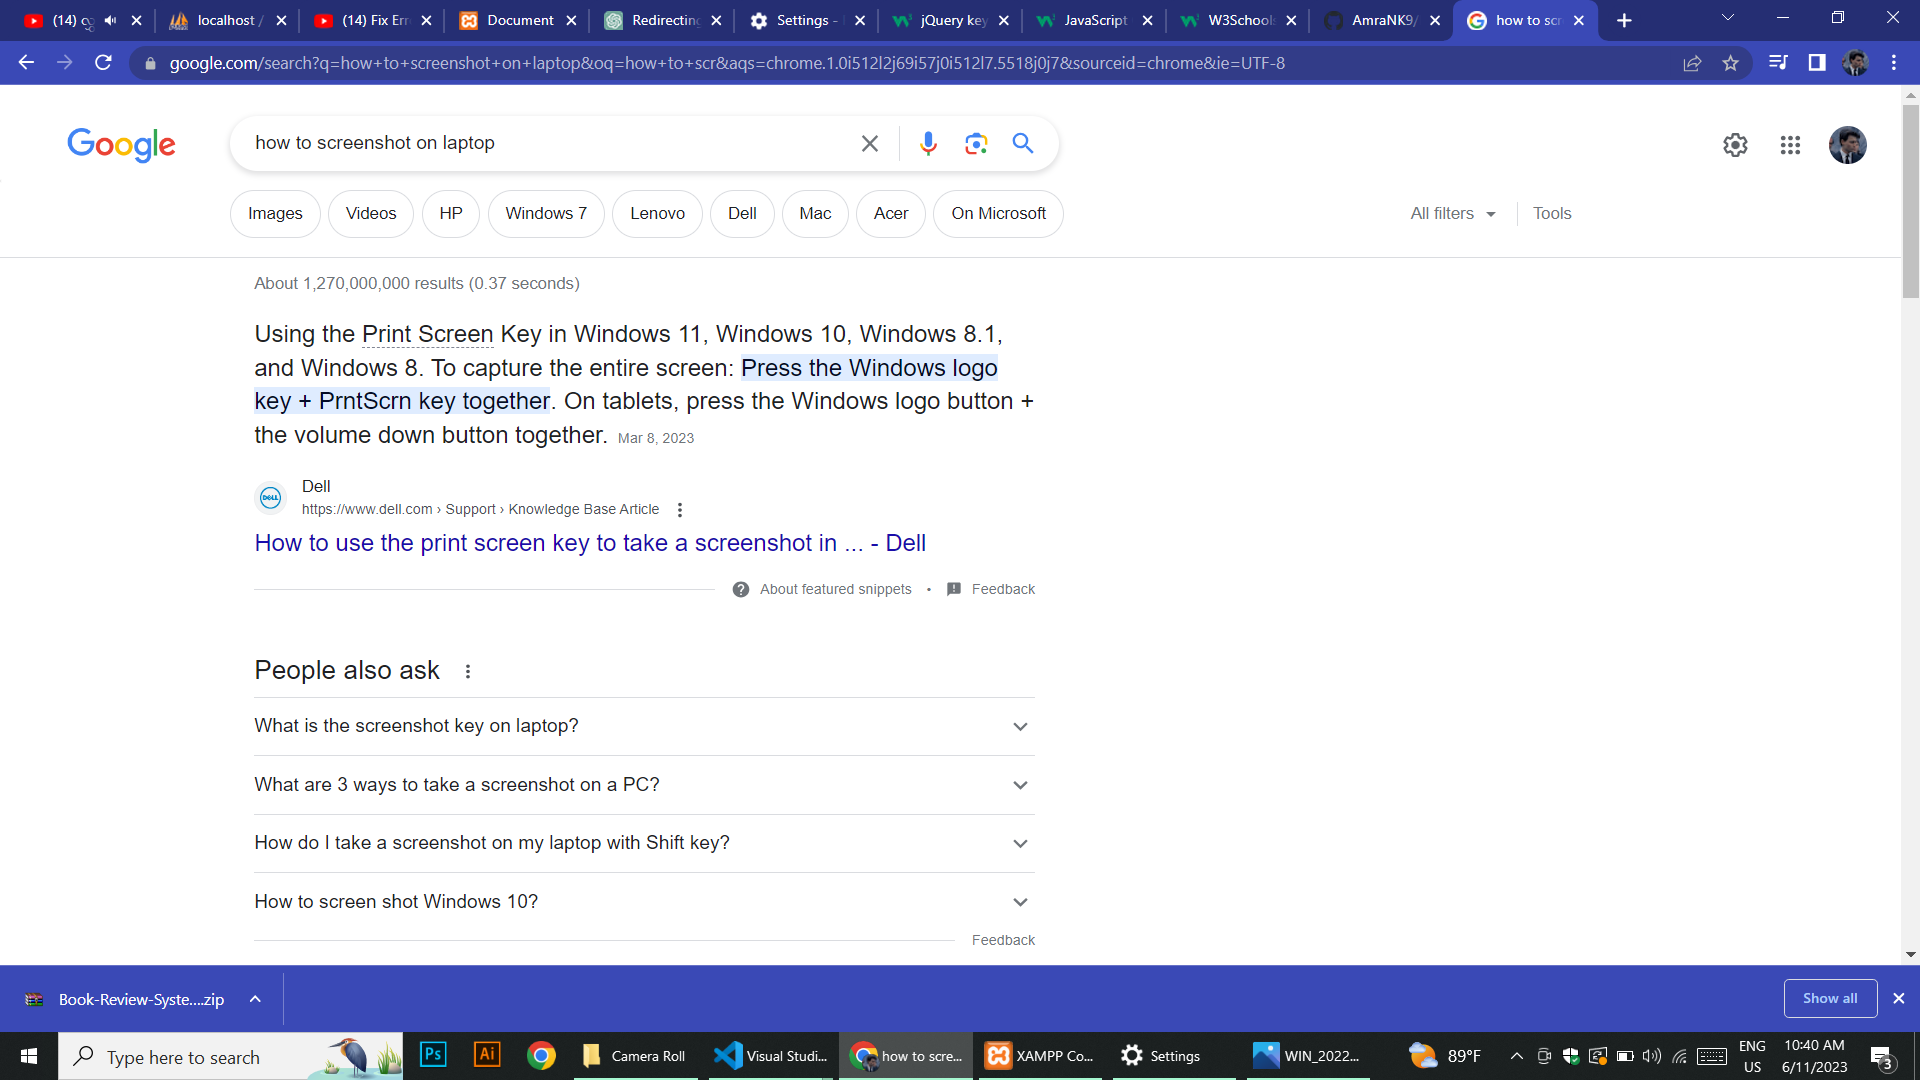 (14)
localhost /
(14) Fix Err
Document
Redirecting
Settings -
jQuery key
JavaScript
W3Schools
AmraNK9/
how to scr
google.com/search?q=how+to+screenshot+on+laptop&oq=how+to+scr&aqs=chrome.1.0i512l2j69i57j0i512l7.5518j0j7&sourceid=chrome&ie=UTF-8
Google
how to screenshot on laptop
Images
Videos
HP
Windows 7
Lenovo
Dell
Mac
Acer
On Microsoft
All filters
Tools
About 1,270,000,000 results (0.37 seconds)
Using the Print Screen Key in Windows 11, Windows 10, Windows 8.1,
and Windows 8. To capture the entire screen: Press the Windows logo
key + PrntScrn key together. On tablets, press the Windows logo button +
the volume down button together. Mar 8, 2023
DELL
Dell
https://www.dell.com › Support › Knowledge Base Article
How to use the print screen key to take a screenshot in ... - Dell
About featured snippets • Feedback
People also ask
What is the screenshot key on laptop?
What are 3 ways to take a screenshot on a PC?
How do I take a screenshot on my laptop with Shift key?
How to screen shot Windows 10?
Feedback
Book-Review-Syste....zip
Show all
Type here to search
Ps
Ai
Camera Roll
Visual Studi...
how to scre...
XAMPP Co...
Settings
WIN_2022...
89°F
ENG
US
10:40 AM
6/11/2023
3